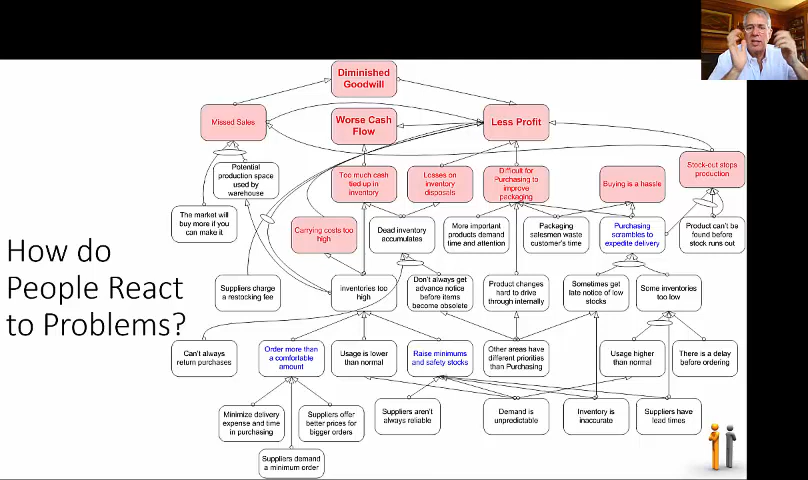 Diminished
Goodwill
Missed Sales
Worse Cash
Flow
Less Profit
Potential
production space
used by
warehouse
Too much cash
tied up in
inventory
Losses on
inventory
disposals
Difficult for
Purchasing to
improve
packaging
Buying is a hassle
Stock-out stops
production
The market will
buy more if you
can make it
Carrying costs too
high
Dead inventory
accumulates
More important
products demand
time and attention
Packaging
salesmen waste
customer's time
Purchasing
scrambles to
expedite delivery
Product can't be
found before
stock runs out
How do
People React
to Problems?
Suppliers charge
a restocking fee
inventories too
high
Don't always get
advance notice
before items
become obsolete
Product changes
hard to drive
through internally
Sometimes get
late notice of low
stocks
Some inventories
too low
Can't always
return purchases
Order more than
a comfortable
amount
Usage is lower
than normal
Raise minimums
and safety stocks
Other areas have
different priorities
than Purchasing
Usage higher
than normal
There is a delay
before ordering
Minimize delivery
expense and time
in purchasing
Suppliers offer
better prices for
bigger orders
Suppliers aren't
always reliable
Demand is
unpredictable
Inventory is
inaccurate
Suppliers have
lead times
Suppliers demand
a minimum order